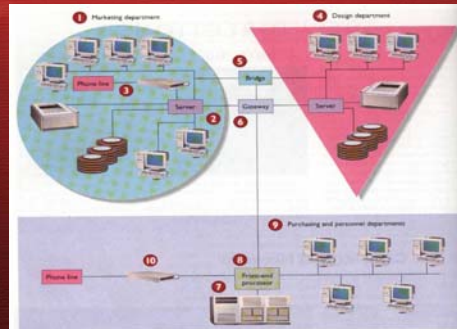 1 Marketing department
4 Design department
5
Bridge
Phone line
3
Server
2
Gateway
6
Server
9 Purchasing and personnel departments
10
8
Phone line
Front-end
processor
7